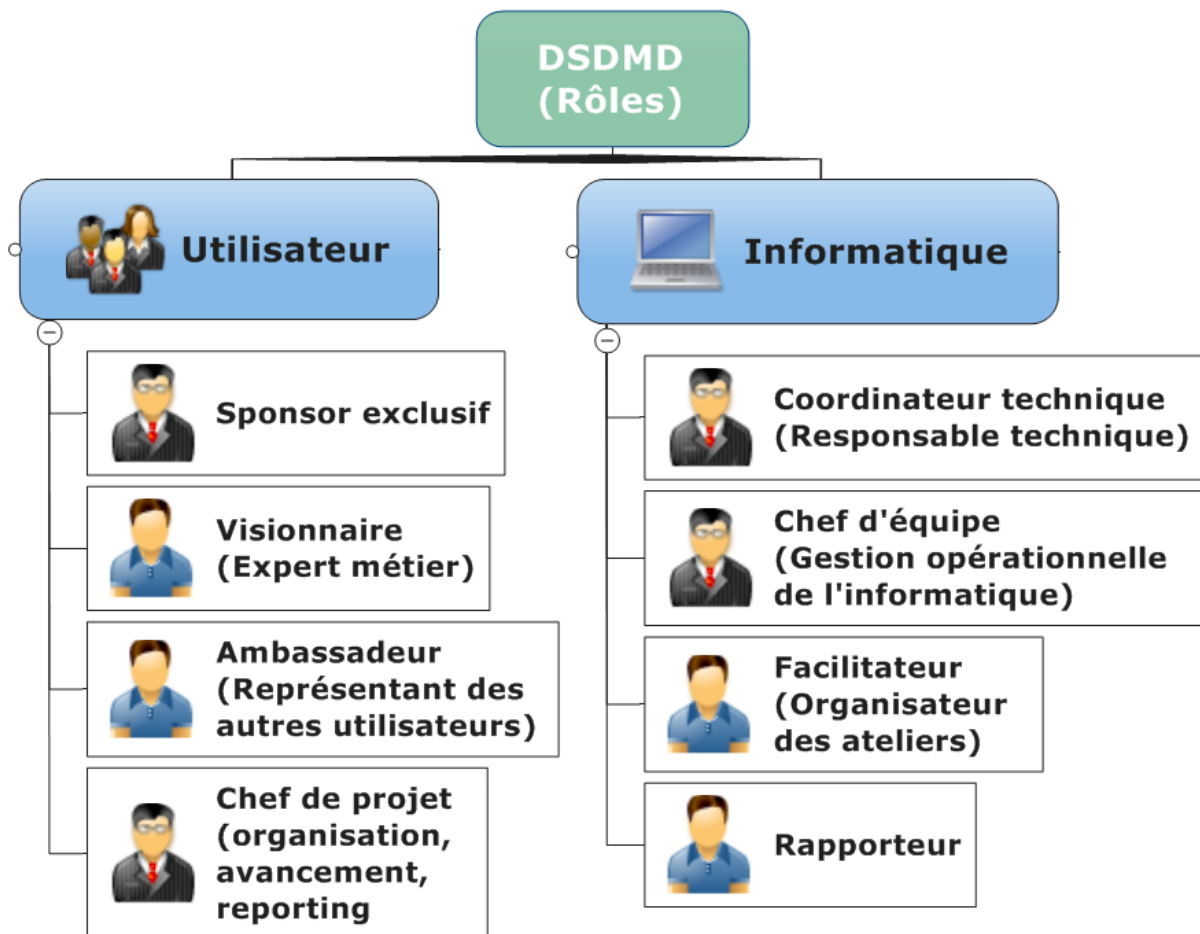 DSDMD
(Rôles)
Utilisateur
Sponsor exclusif
Visionnaire
(Expert métier)
Ambassadeur
(Représentant des
autres utilisateurs)
Chef de projet
(organisation,
avancement,
reporting
Informatique
Coordinateur technique
(Responsable technique)
Chef d'équipe
(Gestion opérationnelle
de l'informatique)
Facilitateur
(Organisateur
des ateliers)
Rapporteur